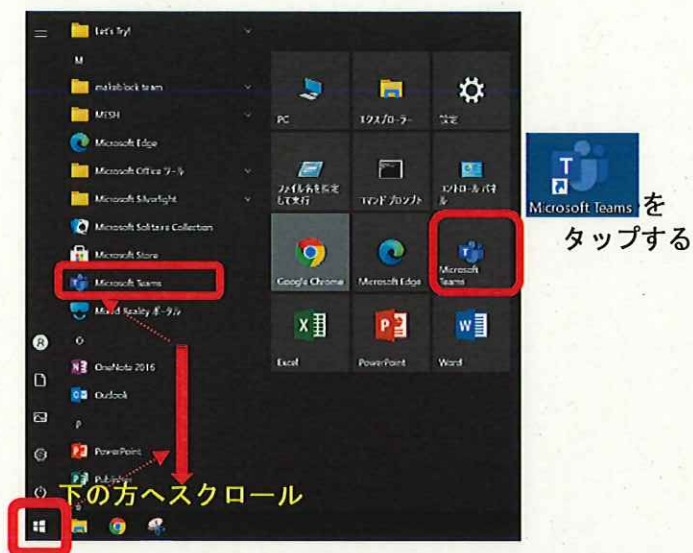 Let's Try!
M
makeblock team
MESH
Microsoft Edge
Microsoft Office ツール
Microsoft Silverlight
Microsoft Solitaire Collection
Microsoft Store
Microsoft Teams
Mixed Reality ポータル
O
OneNote 2016
Outlook
P
PowerPoint
Publisher
下の方へスクロール
PC
エクスプローラー
設定
ファイル名を指定
して実行
コマンド プロンプト
コントロール パネ
ル
Google Chrome
Microsoft Edge
Microsoft
Teams
Excel
PowerPoint
Word
Microsoft Teams を
タップする